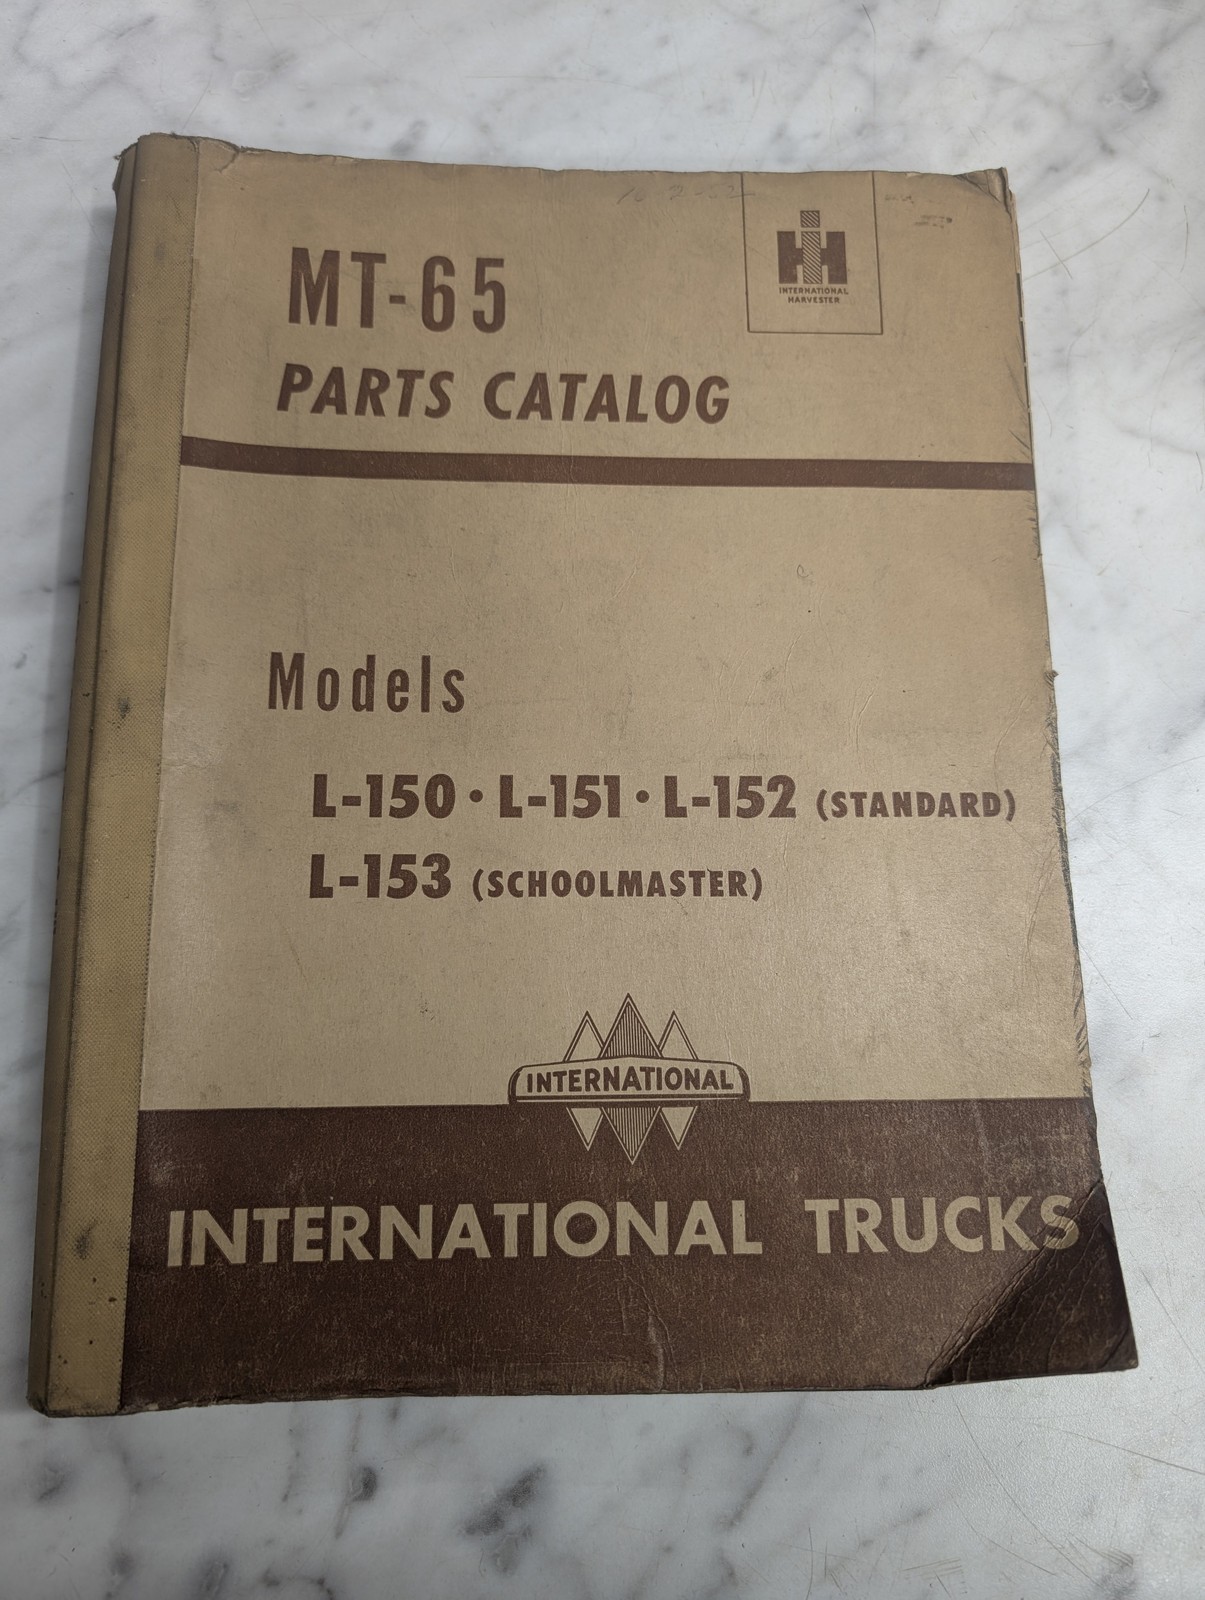 MT-65
INTERNATIONAL
HARVESTER
PARTS CATALOG
Models
L-150 • L-151 • L-152 (STANDARD)
L-153 (SCHOOLMASTER)
INTERNATIONAL
INTERNATIONAL TRUCKS